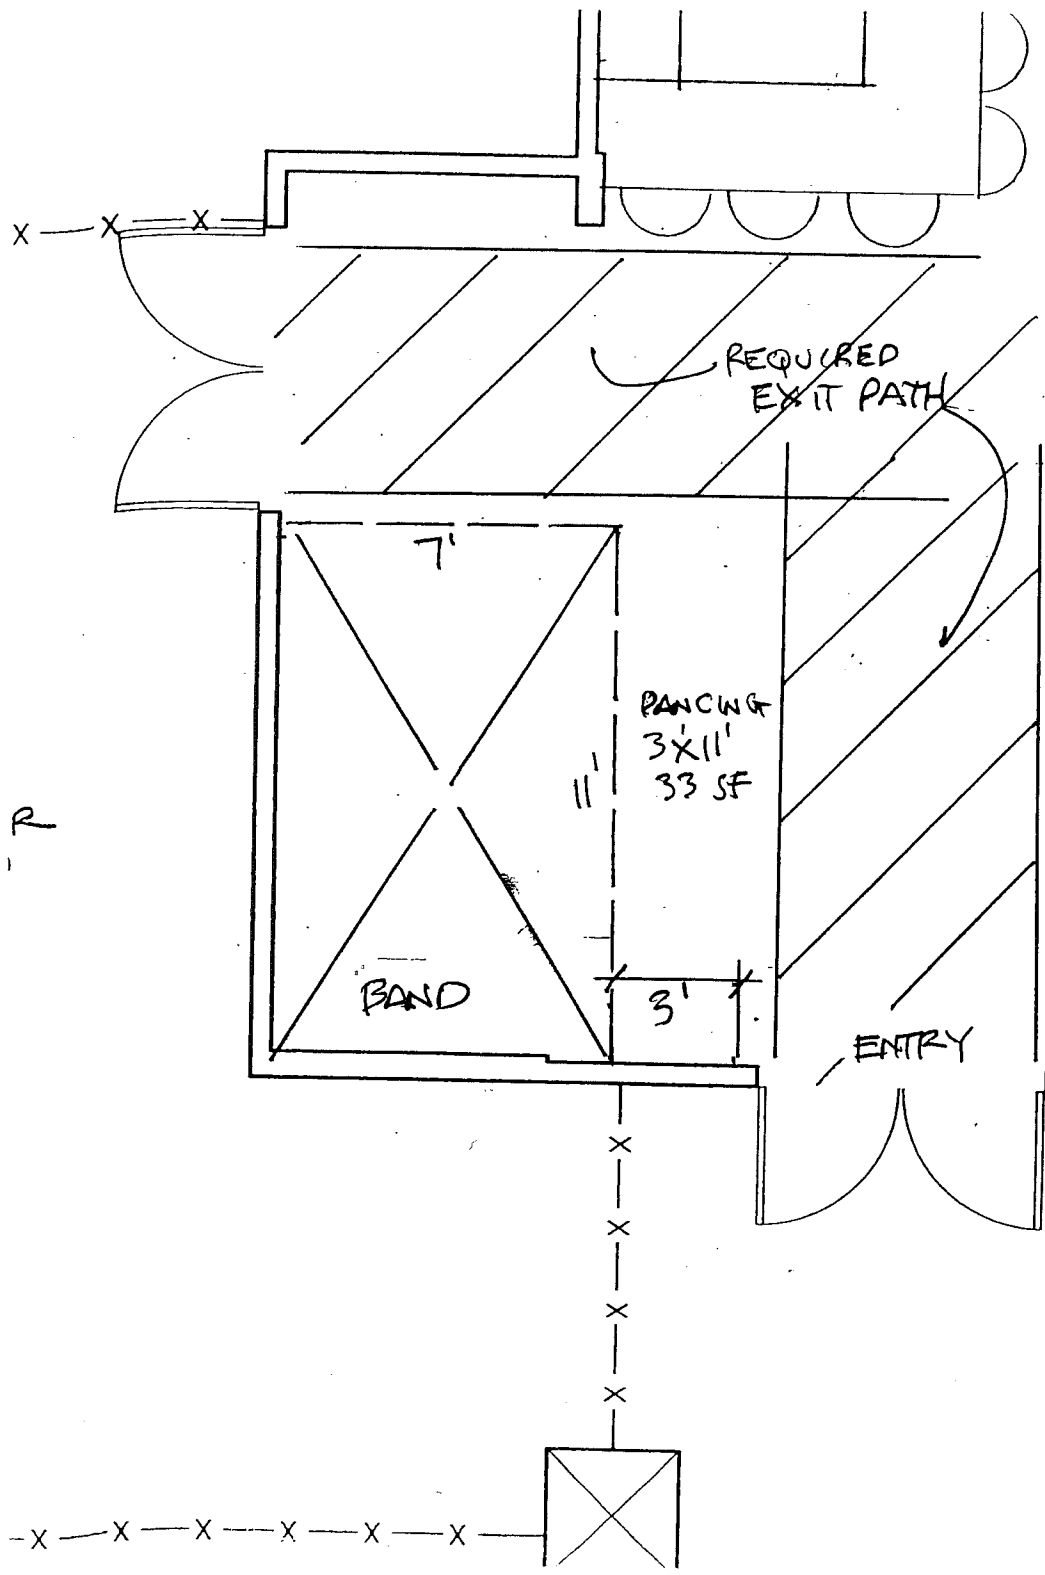 REQUIRED
EXIT PATH
7'
DANCING
3'X11'
33 SF
11'
R
BAND
3'
ENTRY